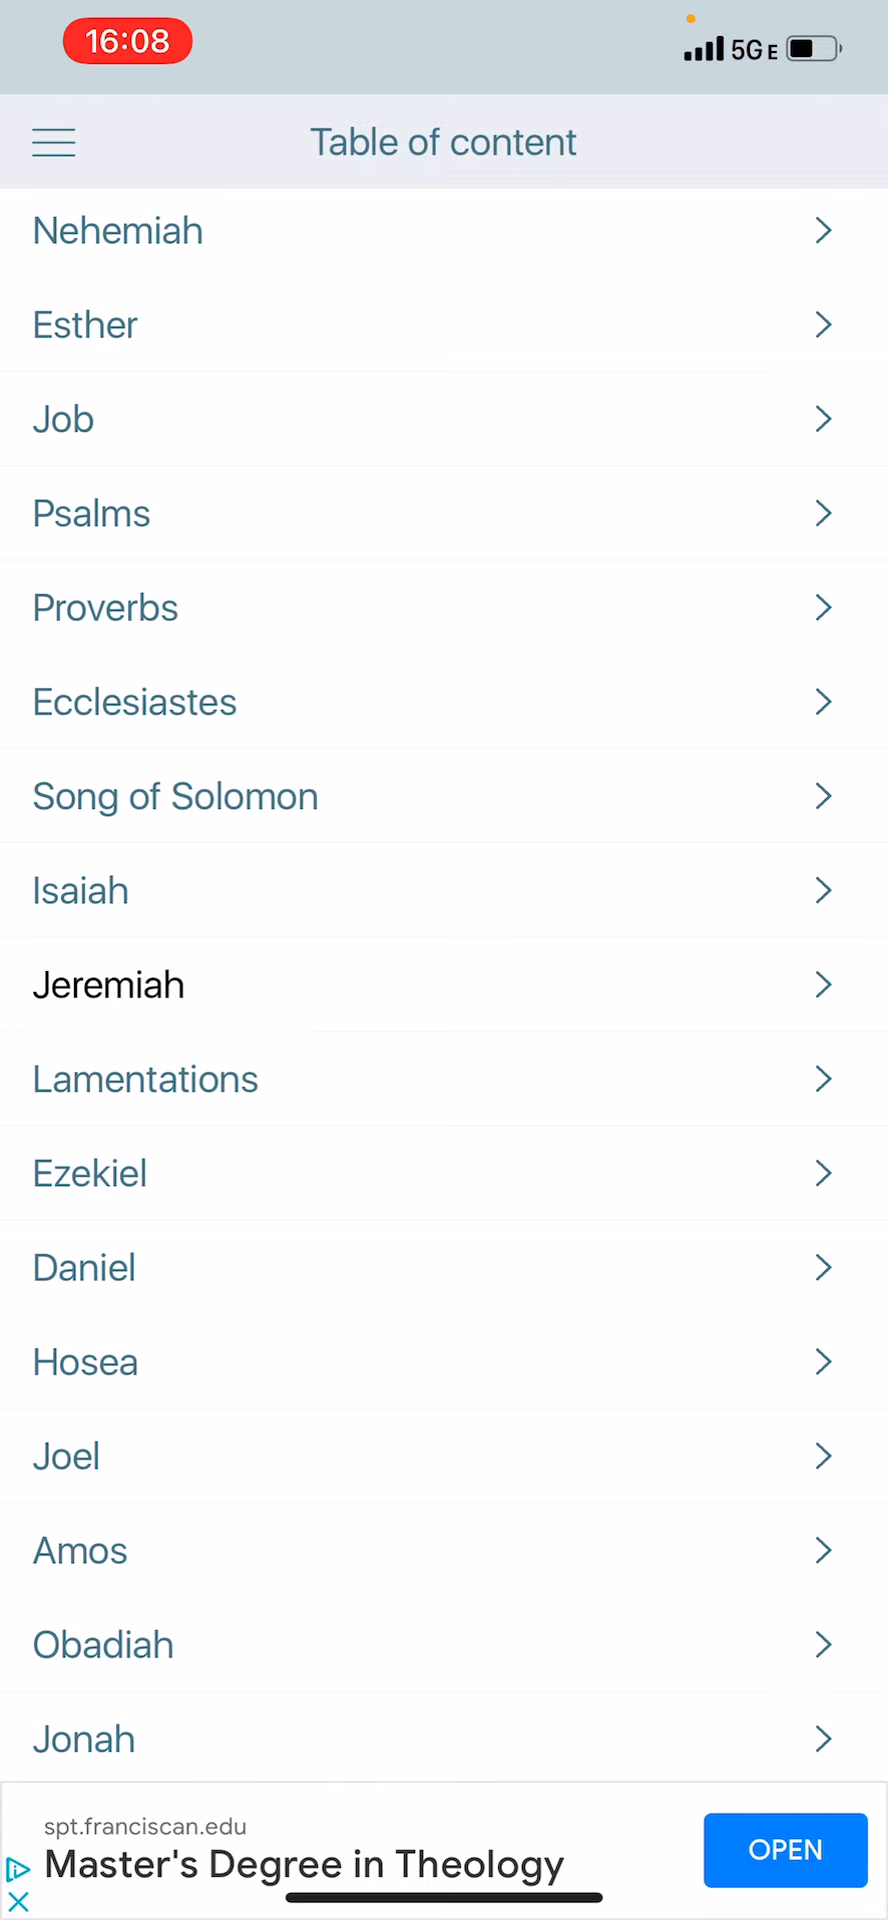 16:08
5G E
Table of content
Nehemiah
Esther
Job
Psalms
Proverbs
Ecclesiastes
Song of Solomon
Isaiah
Jeremiah
Lamentations
Ezekiel
Daniel
Hosea
Joel
Amos
Obadiah
Jonah
spt.franciscan.edu
Master's Degree in Theology
OPEN